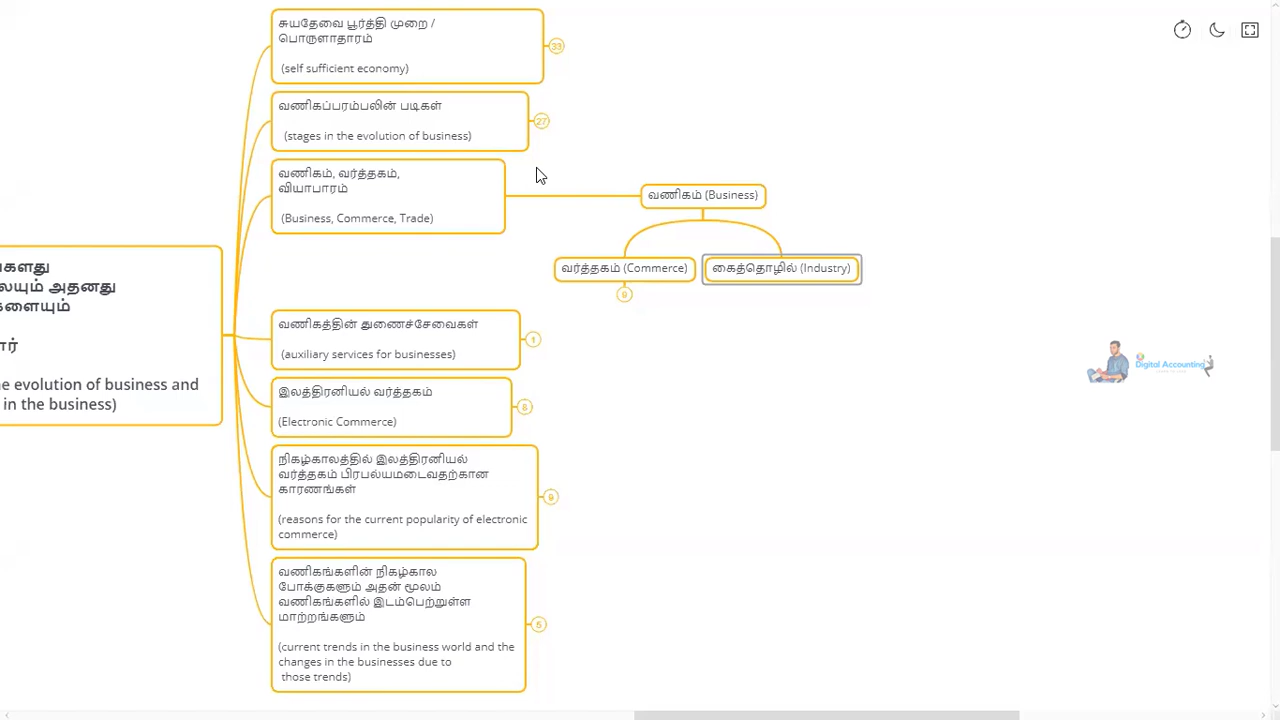 சுயதேவை பூர்த்தி முறை /
பொருளாதாரம்
(self sufficient economy)
33
வணிகப்பரம்பலின் படிகள்
(stages in the evolution of business)
27
வணிகம், வர்த்தகம்,
வியாபாரம்
(Business, Commerce, Trade)
வணிகம் (Business)
வர்த்தகம் (Commerce)
கைத்தொழில் (Industry)
9
ங்களது
லயும் அதனது
களையும்
ார்
e evolution of business and
in the business)
வணிகத்தின் துணைச்சேவைகள்
(auxiliary services for businesses)
1
இலத்திரனியல் வர்த்தகம்
(Electronic Commerce)
8
நிகழ்காலத்தில் இலத்திரனியல்
வர்த்தகம் பிரபல்யமடைவதற்கான
காரணங்கள்
(reasons for the current popularity of electronic
commerce)
9
வணிகங்களின் நிகழ்கால
போக்குகளும் அதன் மூலம்
வணிகங்களில் இடம்பெற்றுள்ள
மாற்றங்களும்
(current trends in the business world and the
changes in the businesses due to
those trends)
5
Digital Accounting